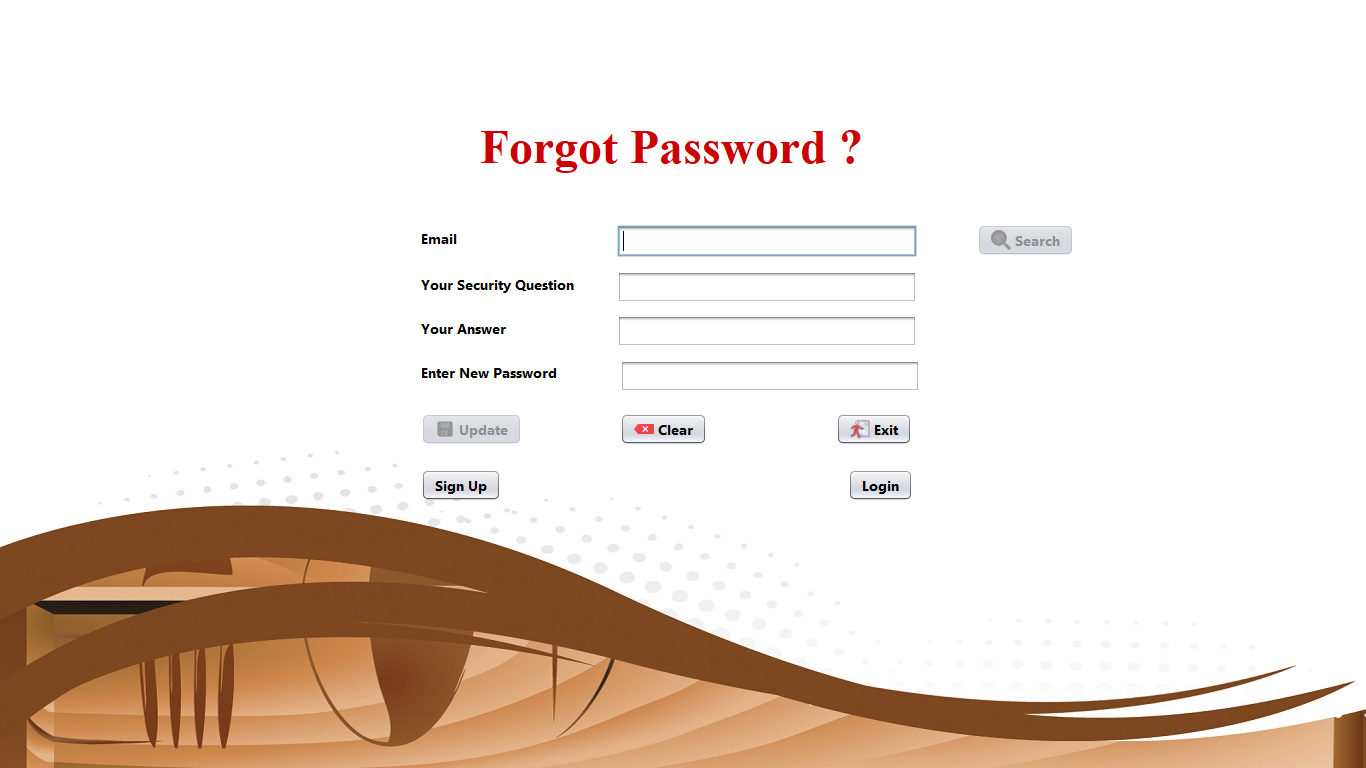 Forgot Password ?
Email
Search
Your Security Question
Your Answer
Enter New Password
Update
Clear
Exit
Sign Up
Login